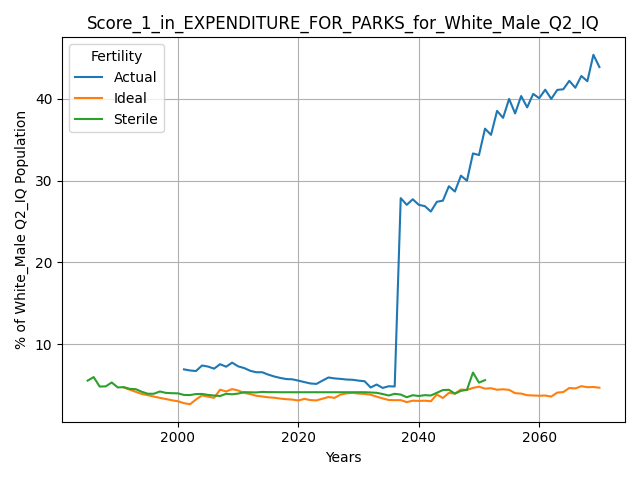 Score_1_in_EXPENDITURE_FOR_PARKS_for_White_Male_Q2_IQ
Fertility
Actual
Ideal
Sterile
% of White_Male Q2_IQ Population
40
30
20
10
2000 2020 2040 2060
Years